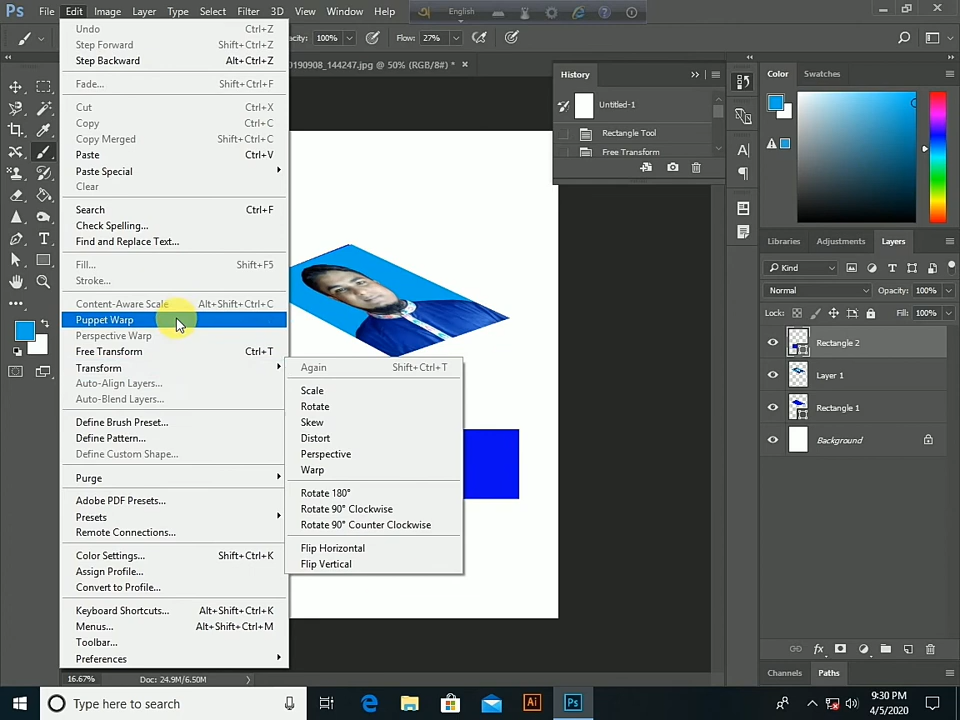 Ps File Edit Image Layer Type Select Filter 3D View Window Help English
100% Flow: 27%
0190908_144247.jpg @ 50% (RGB/8#) * ×
Undo Ctrl+Z
Step Forward Shift+Ctrl+Z
Step Backward Alt+Ctrl+Z
Fade... Shift+Ctrl+F
Cut Ctrl+X
Copy Ctrl+C
Copy Merged Shift+Ctrl+C
Paste Ctrl+V
Paste Special
Clear
Search Ctrl+F
Check Spelling...
Find and Replace Text...
Fill... Shift+F5
Stroke...
Content-Aware Scale Alt+Shift+Ctrl+C
Puppet Warp
Perspective Warp
Free Transform Ctrl+T
Transform
Auto-Align Layers...
Auto-Blend Layers...
Define Brush Preset...
Define Pattern...
Define Custom Shape...
Purge
Adobe PDF Presets...
Presets
Remote Connections...
Color Settings... Shift+Ctrl+K
Assign Profile...
Convert to Profile...
Keyboard Shortcuts... Alt+Shift+Ctrl+K
Menus... Alt+Shift+Ctrl+M
Toolbar...
Preferences
Again Shift+Ctrl+T
Scale
Rotate
Skew
Distort
Perspective
Warp
Rotate 180°
Rotate 90° Clockwise
Rotate 90° Counter Clockwise
Flip Horizontal
Flip Vertical
History
Untitled-1
Rectangle Tool
Free Transform
Color Swatches
Libraries Adjustments Layers
Kind
Normal Opacity: 100%
Lock: Fill: 100%
Rectangle 2
Layer 1
Rectangle 1
Background
fx
Channels Paths
16.67% Doc: 24.9M/6.50M
Type here to search
Ai Ps
9:30 PM
4/5/2020